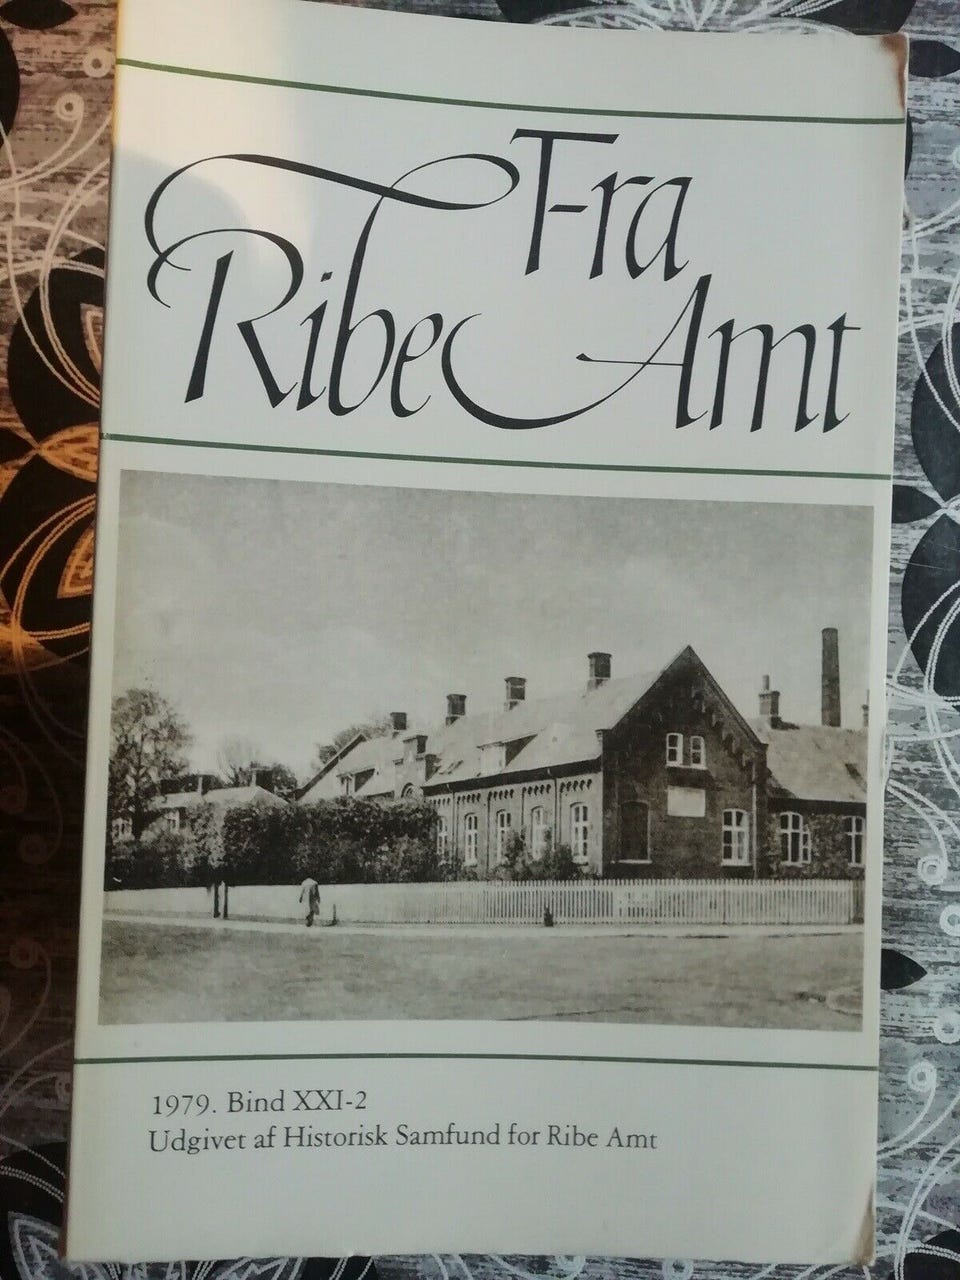 Fra
Ribe Amt
1979. Bind XXI-2
Udgivet af Historisk Samfund for Ribe Amt